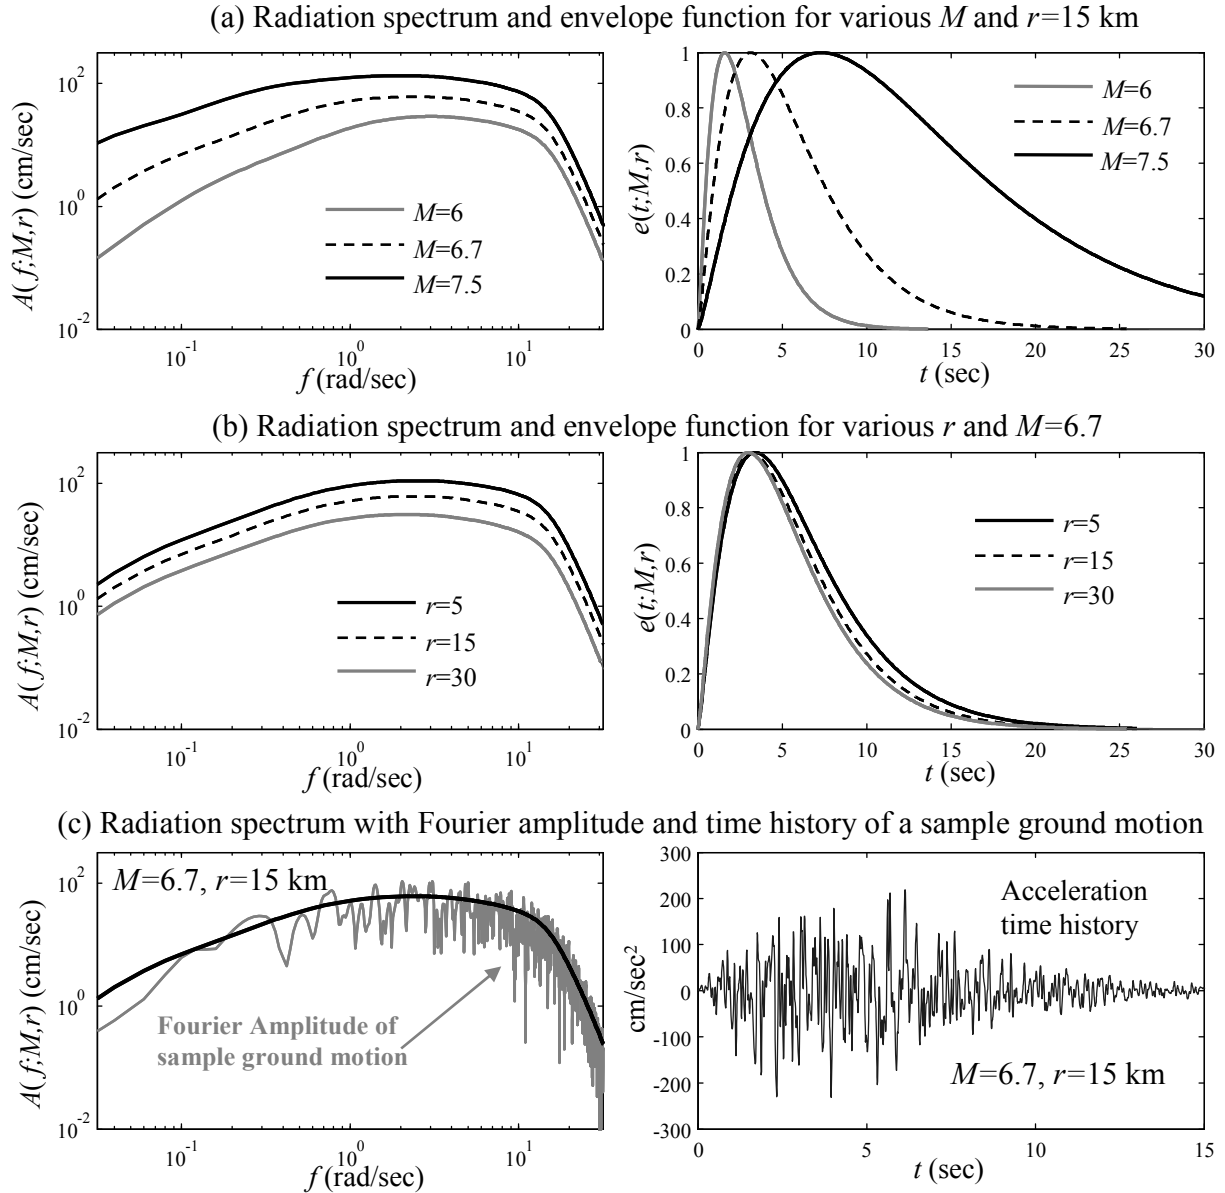 (a) Radiation spectrum and envelope function for various M and r=15 km
A(f;M,r) (cm/sec)
10^2
10^0
10^-2
M=6
M=6.7
M=7.5
10^-1
10^0
10^1
f (rad/sec)
e(t;M,r)
1
0.8
0.6
0.4
0.2
0
M=6
M=6.7
M=7.5
0
5
10
15
20
25
30
t (sec)
(b) Radiation spectrum and envelope function for various r and M=6.7
A(f;M,r) (cm/sec)
10^2
10^0
10^-2
r=5
r=15
r=30
10^-1
10^0
10^1
f (rad/sec)
e(t;M,r)
1
0.8
0.6
0.4
0.2
0
r=5
r=15
r=30
0
5
10
15
20
25
30
t (sec)
(c) Radiation spectrum with Fourier amplitude and time history of a sample ground motion
A(f;M,r) (cm/sec)
10^2
10^0
10^-2
M=6.7, r=15 km
Fourier Amplitude of
sample ground motion
10^-1
10^0
10^1
f (rad/sec)
cm/sec^2
300
200
100
0
-100
-200
-300
Acceleration
time history
M=6.7, r=15 km
0
5
10
15
t (sec)